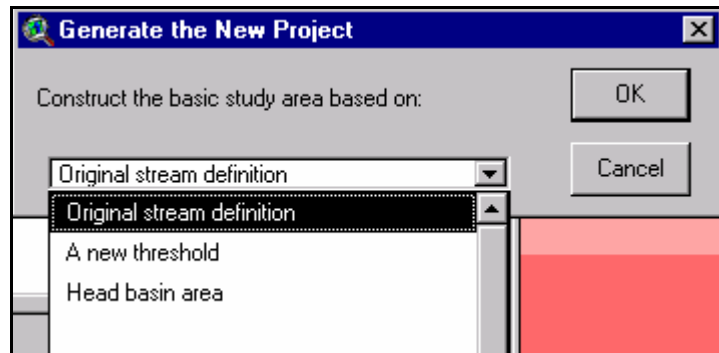 Generate the New Project
Construct the basic study area based on:
OK
Cancel
Original stream definition
Original stream definition
A new threshold
Head basin area